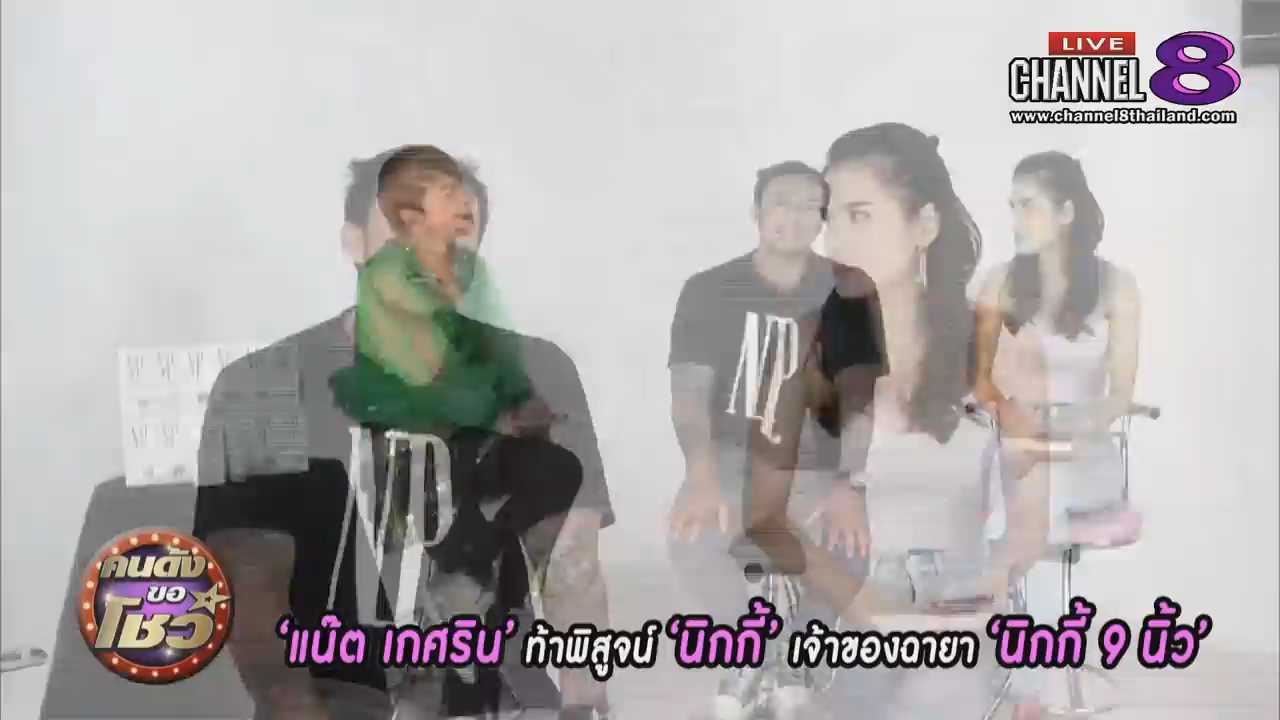 LIVE
CHANNEL 8
www.channel8thailand.com
NP
NP
คนดัง
ขอ
โชว์
‘แน๊ต เกศริน’ ท้าพิสูจน์ ‘นิกกี้’ เจ้าของฉายา ‘นิกกี้ 9 นิ้ว’